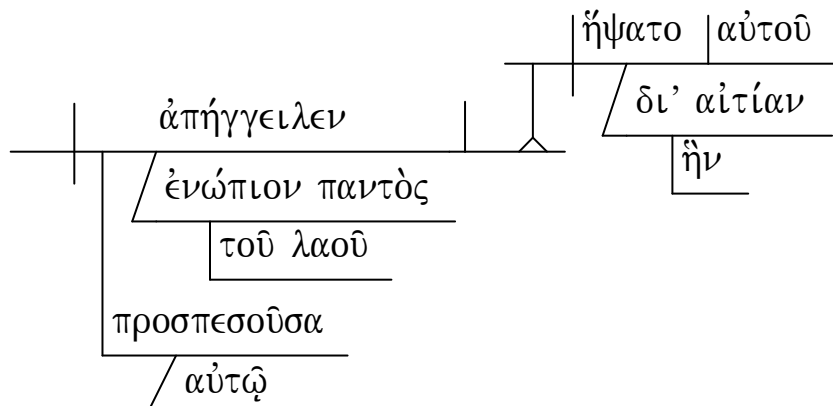 ἥψατο αὐτοῦ
δι’ αἰτίαν
ἀπήγγειλεν
ἣν
ἐνώπιον παντὸς
τοῦ λαοῦ
προσπεσοῦσα
αὐτῷ